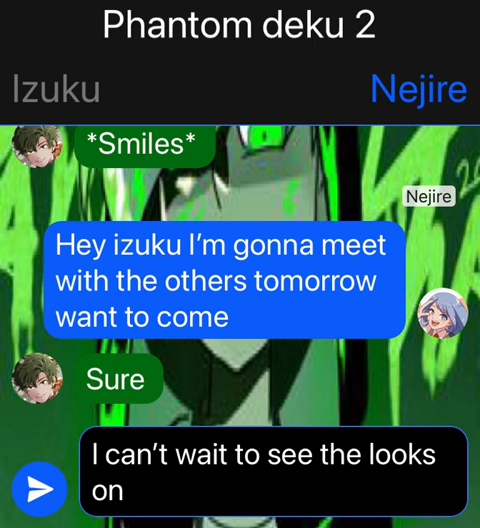 Phantom deku 2
Izuku
Nejire
*Smiles*
Nejire
Hey izuku I’m gonna meet
with the others tomorrow
want to come
Sure
I can’t wait to see the looks
on